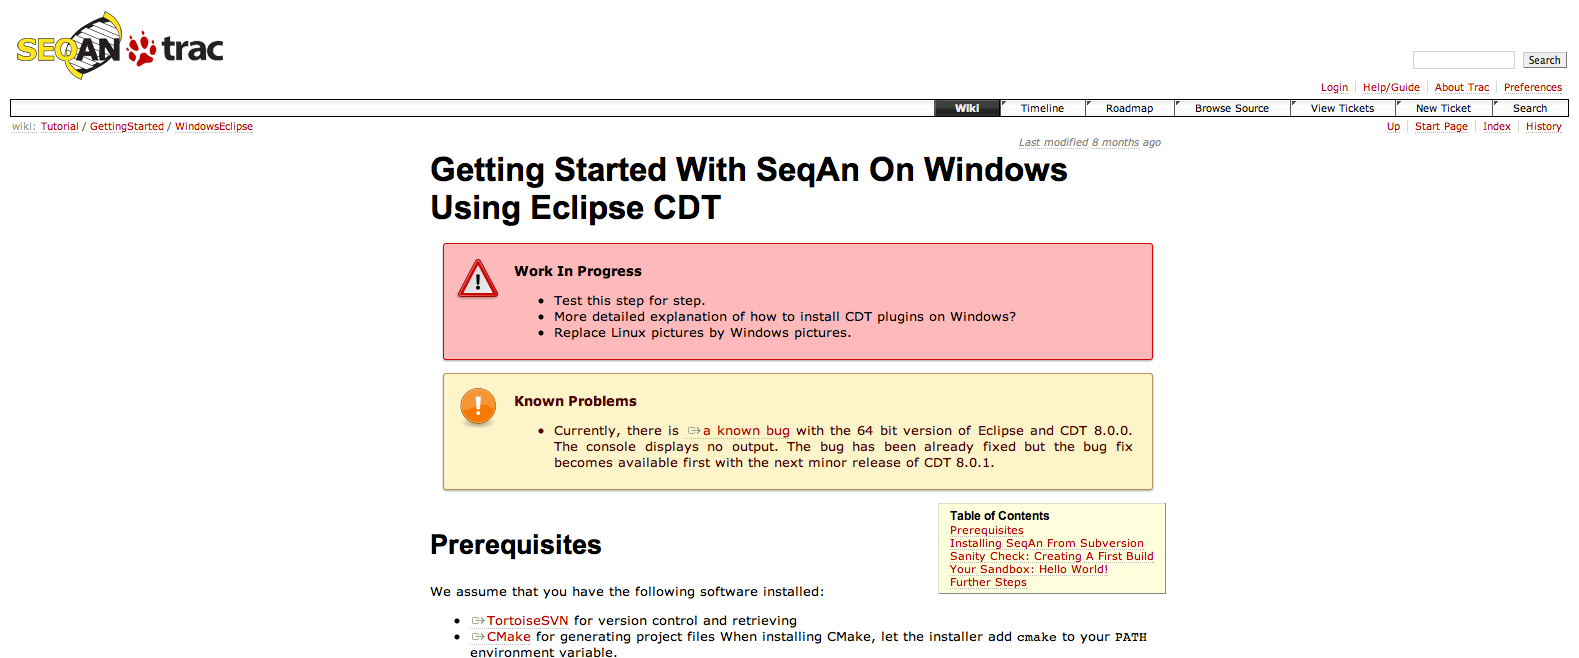 SEQAN trac
Search
Login Help/Guide About Trac Preferences
Wiki Timeline Roadmap Browse Source View Tickets New Ticket Search
wiki: Tutorial / GettingStarted / WindowsEclipse
Up Start Page Index History
Last modified 8 months ago
Getting Started With SeqAn On Windows
Using Eclipse CDT
Work In Progress
• Test this step for step.
• More detailed explanation of how to install CDT plugins on Windows?
• Replace Linux pictures by Windows pictures.
Known Problems
• Currently, there is a known bug with the 64 bit version of Eclipse and CDT 8.0.0.
The console displays no output. The bug has been already fixed but the bug fix
becomes available first with the next minor release of CDT 8.0.1.
Table of Contents
Prerequisites
Installing SeqAn From Subversion
Sanity Check: Creating A First Build
Your Sandbox: Hello World!
Further Steps
Prerequisites
We assume that you have the following software installed:
• TortoiseSVN for version control and retrieving
• CMake for generating project files When installing CMake, let the installer add cmake to your PATH
environment variable.